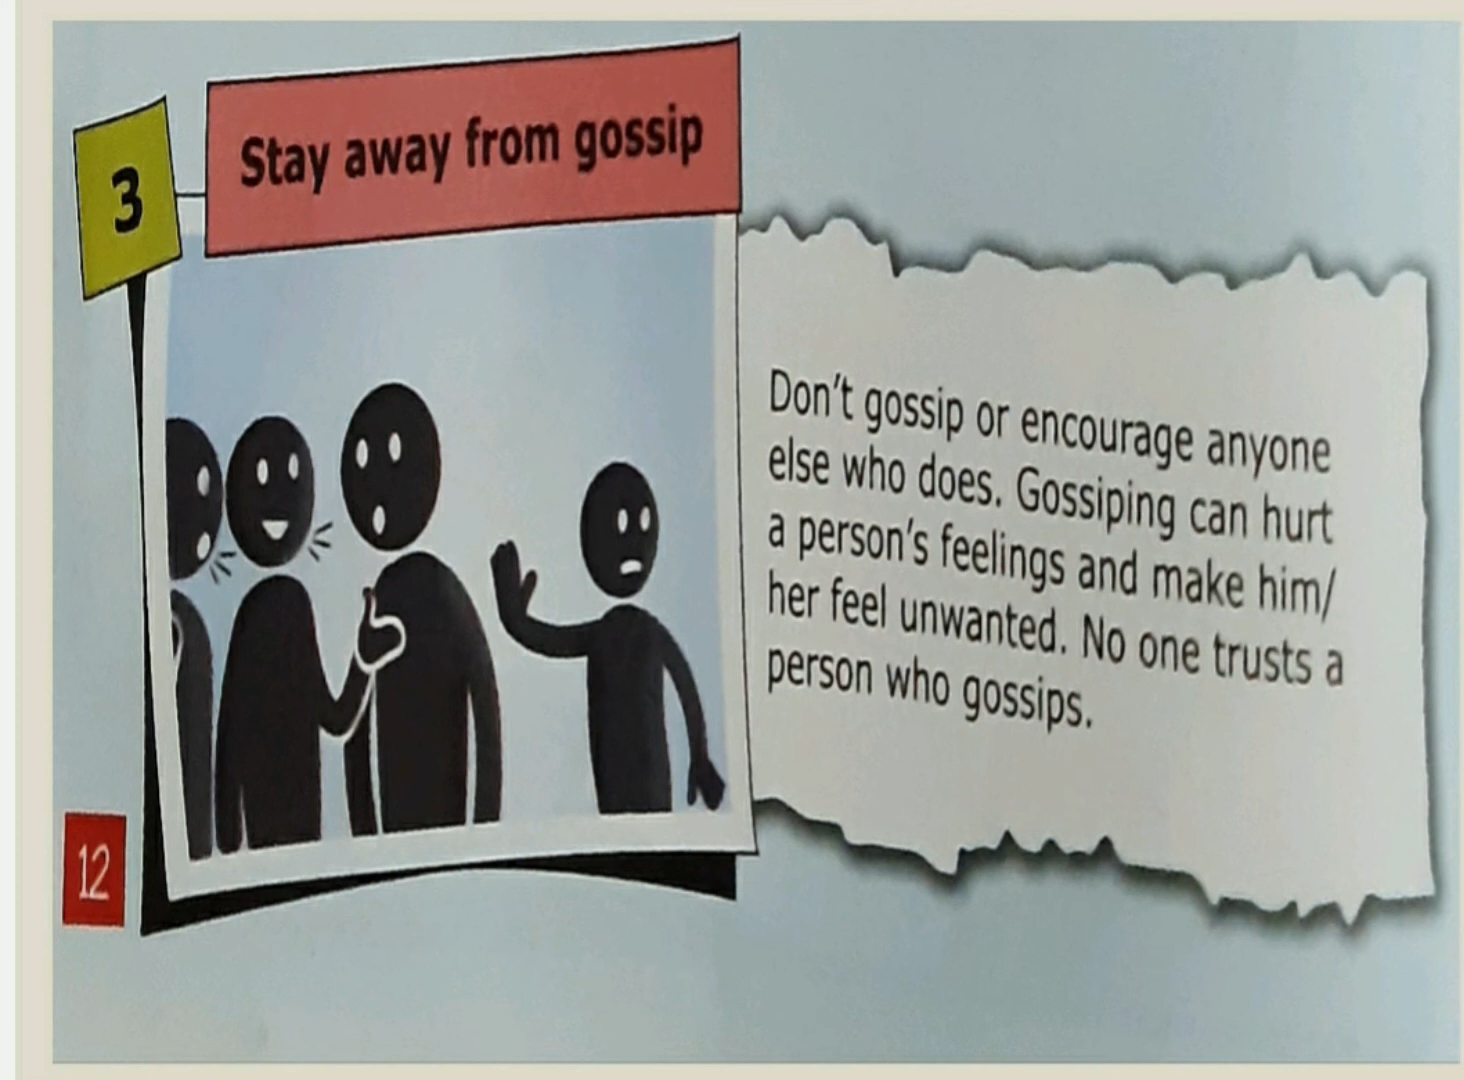 3
Stay away from gossip
Don't gossip or encourage anyone
else who does. Gossiping can hurt
a person's feelings and make him/
her feel unwanted. No one trusts a
person who gossips.
12